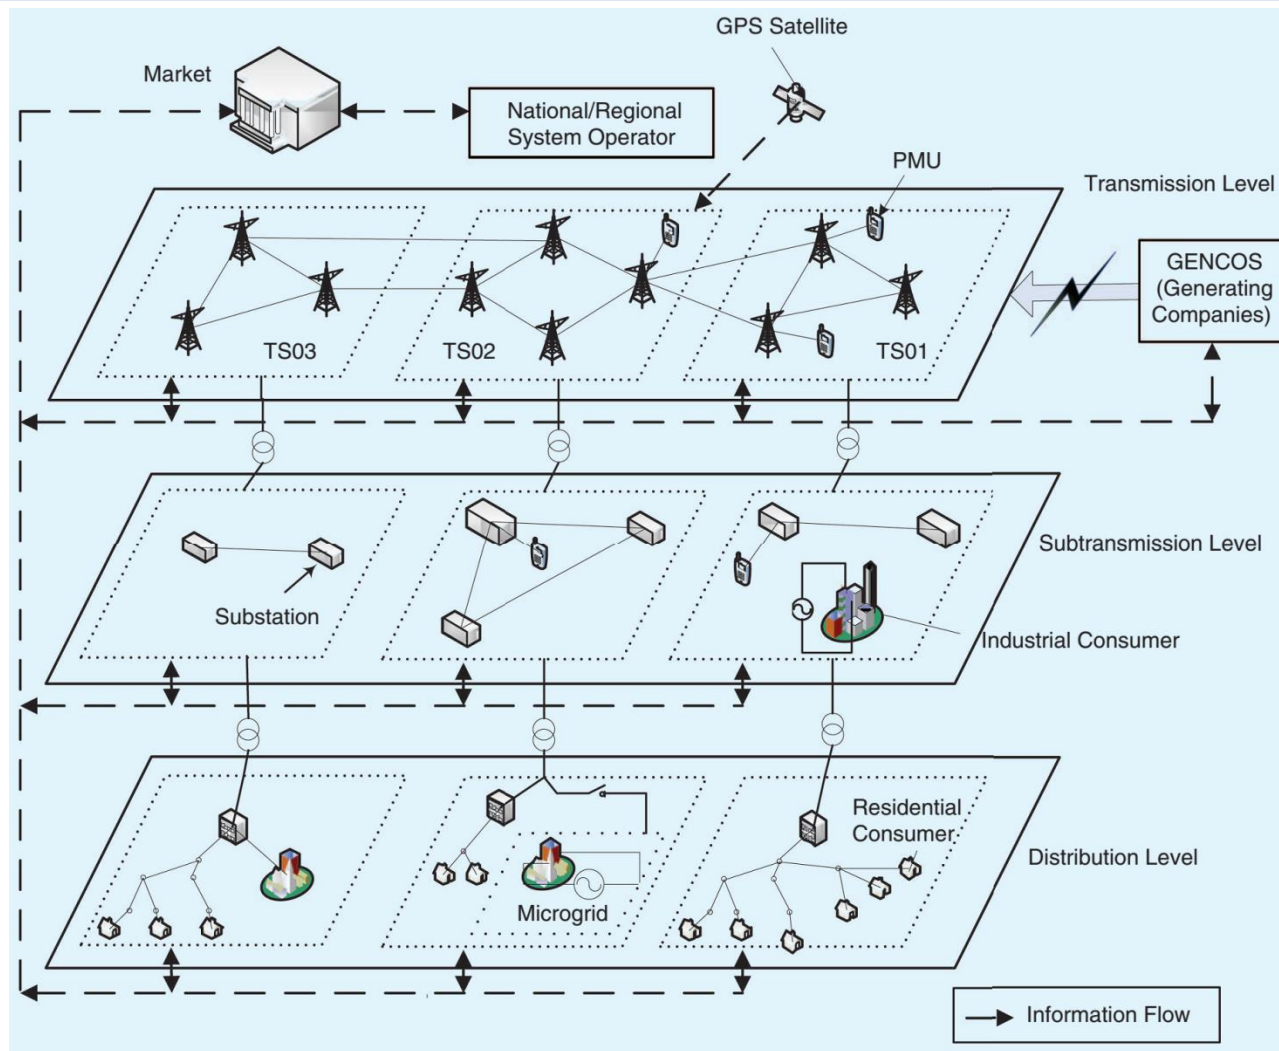 GPS Satellite
Market
National/Regional
System Operator
PMU
Transmission Level
GENCOS
(Generating
Companies)
TS03
TS02
TS01
Subtransmission Level
Substation
Industrial Consumer
Residential
Consumer
Distribution Level
Microgrid
Information Flow